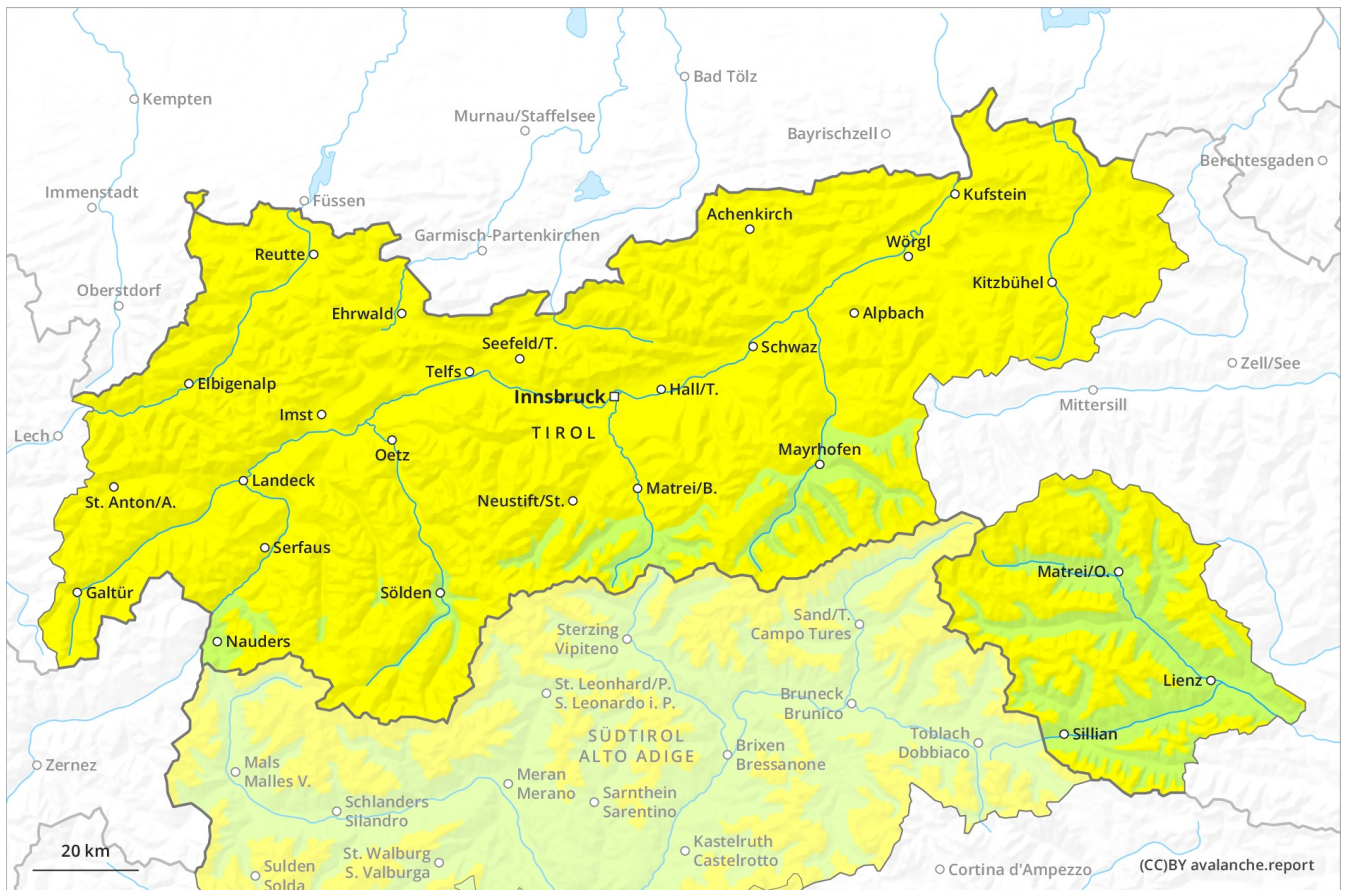 Bad Tölz
Kempten
Murnau/Staffelsee
Bayrischzell
Berchtesgaden
Immenstadt
Füssen
Kufstein
Achenkirch
Garmisch-Partenkirchen
Wörgl
Reutte
Oberstdorf
Kitzbühel
Ehrwald
Alpbach
Seefeld/T.
Schwaz
Zell/See
Telfs
Elbigenalp
Hall/T.
Innsbruck
Mittersill
Imst
TIROL
Lech
Oetz
Mayrhofen
Landeck
Matrei/B.
St. Anton/A.
Neustift/St.
Serfaus
Matrei/O.
Galtür
Sölden
Sand/T.
Campo Tures
Sterzing
Vipiteno
Nauders
Lienz
St. Leonhard/P.
S. Leonardo i. P.
Bruneck
Brunico
Sillian
SÜDTIROL
ALTO ADIGE
Toblach
Dobbiaco
Brixen
Bressanone
Zernez
Mals
Malles V.
Meran
Merano
Sarnthein
Sarentino
Schlanders
Silandro
Kastelruth
Castelrotto
20 km
St. Walburg
S. Valburga
Sulden
Solda
Cortina d'Ampezzo
(CC)BY avalanche.report